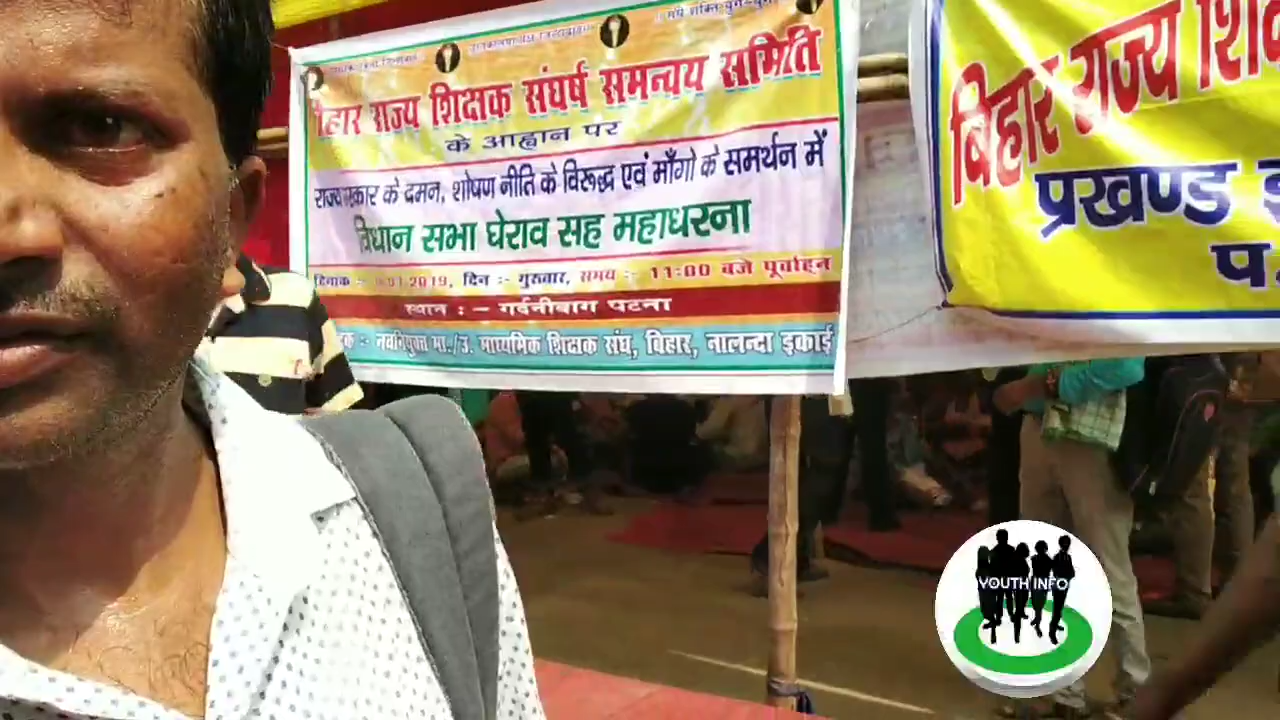 बिहार राज्य शिक्षक संघर्ष समन्वय समिति
के आह्वान पर
के दमन, शोषण नीति के विरूद्ध एवं माँगो के समर्थन में
विधान सभा घेराव सह महाधरना
दिनांक :- 2019, दिन :- गुरुवार, समय :- 11:00 बजे पूर्वाहन
स्थान : – गर्दनीबाग पटना
नवनियुक्त मा./उ. माध्यमिक शिक्षक संघ, बिहार, नालन्दा इकाई
बिहार राज्य
प्रखण्ड
YOUTH INFO